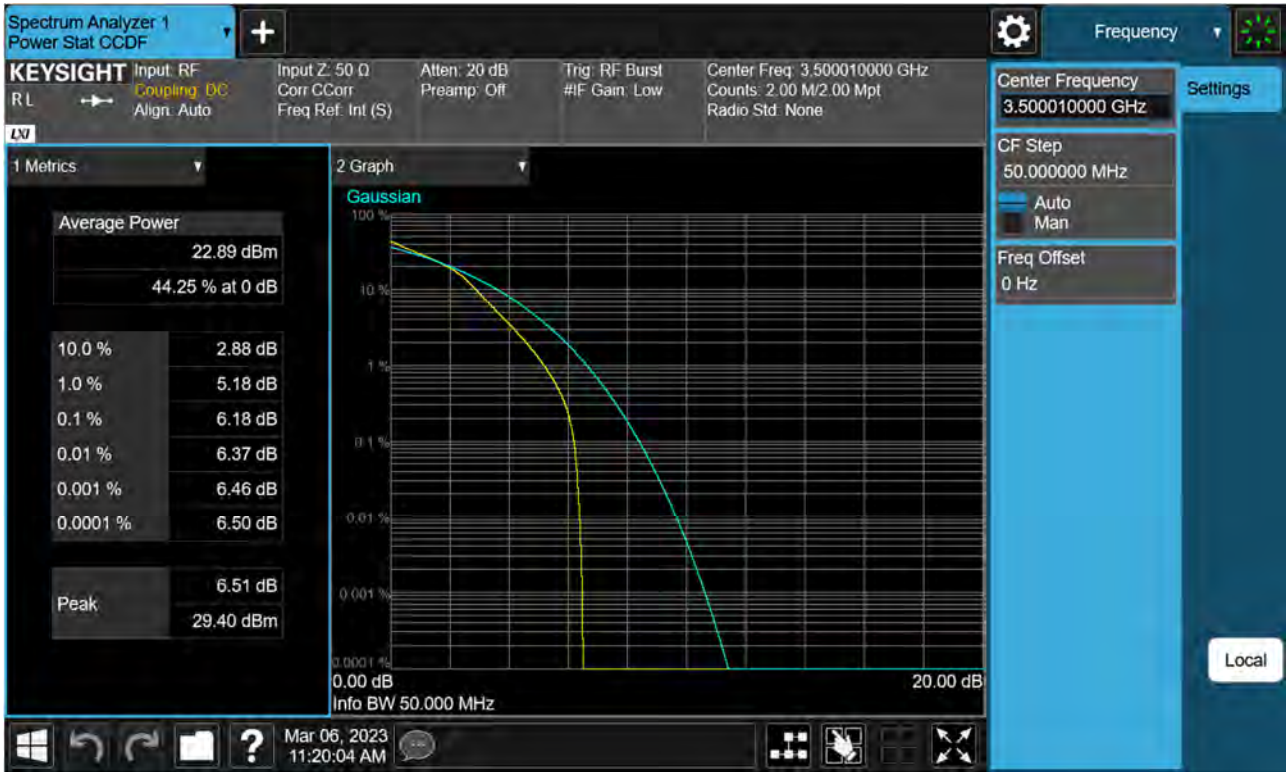 Spectrum Analyzer 1
Power Stat CCDF
+
Frequency
KEYSIGHT
RL
LXI
Input: RF
Coupling: DC
Align: Auto
Input Z: 50 Ω
Corr CCorr
Freq Ref: Int (S)
Atten: 20 dB
Preamp: Off
Trig: RF Burst
#IF Gain: Low
Center Freq: 3.500010000 GHz
Counts: 2.00 M/2.00 Mpt
Radio Std: None
Center Frequency
3.500010000 GHz
Settings
CF Step
50.000000 MHz
Auto
Man
Freq Offset
0 Hz
1 Metrics
Average Power
22.89 dBm
44.25 % at 0 dB
10.0 % 2.88 dB
1.0 % 5.18 dB
0.1 % 6.18 dB
0.01 % 6.37 dB
0.001 % 6.46 dB
0.0001 % 6.50 dB
Peak
6.51 dB
29.40 dBm
2 Graph
Gaussian
100 %
10 %
1 %
0.1 %
0.01 %
0.001 %
0.0001 %
0.00 dB 20.00 dB
Info BW 50.000 MHz
Local
?
Mar 06, 2023
11:20:04 AM